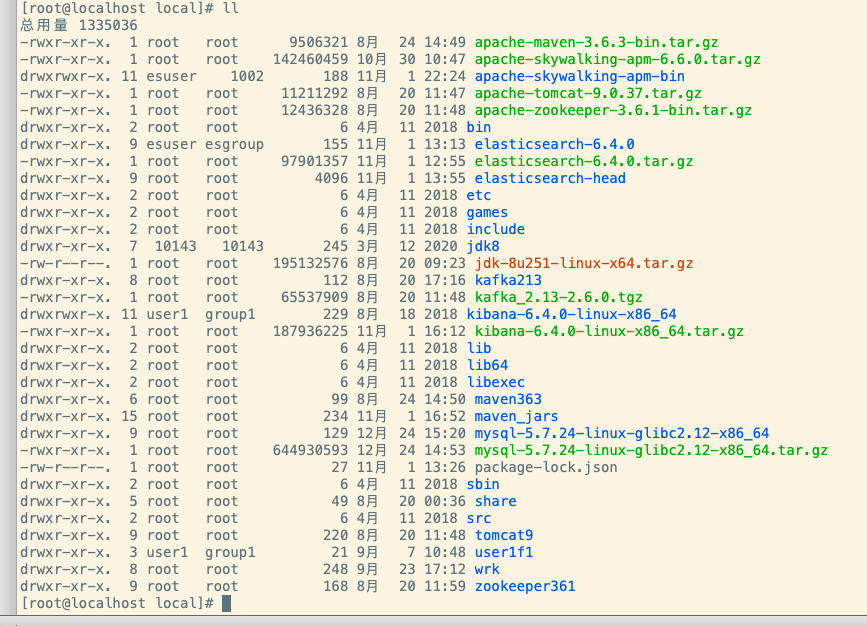 [root@localhost local]# ll
总用量 1335036
-rwxr-xr-x.  1 root   root      9506321 8月   24 14:49 apache-maven-3.6.3-bin.tar.gz
-rwxr-xr-x.  1 root   root    142460459 10月  30 10:47 apache-skywalking-apm-6.6.0.tar.gz
drwxrwxr-x. 11 esuser    1002       188 11月   1 22:24 apache-skywalking-apm-bin
-rwxr-xr-x.  1 root   root     11211292 8月   20 11:47 apache-tomcat-9.0.37.tar.gz
-rwxr-xr-x.  1 root   root     12436328 8月   20 11:48 apache-zookeeper-3.6.1-bin.tar.gz
drwxr-xr-x.  2 root   root            6 4月   11 2018 bin
drwxr-xr-x.  9 esuser esgroup       155 11月   1 13:13 elasticsearch-6.4.0
-rwxr-xr-x.  1 root   root     97901357 11月   1 12:55 elasticsearch-6.4.0.tar.gz
drwxr-xr-x.  9 root   root         4096 11月   1 13:55 elasticsearch-head
drwxr-xr-x.  2 root   root            6 4月   11 2018 etc
drwxr-xr-x.  2 root   root            6 4月   11 2018 games
drwxr-xr-x.  2 root   root            6 4月   11 2018 include
drwxr-xr-x.  7  10143   10143       245 3月   12 2020 jdk8
-rw-r--r--.  1 root   root    195132576 8月   20 09:23 jdk-8u251-linux-x64.tar.gz
drwxr-xr-x.  8 root   root          112 8月   20 17:16 kafka213
-rwxr-xr-x.  1 root   root     65537909 8月   20 11:48 kafka_2.13-2.6.0.tgz
drwxrwxr-x. 11 user1  group1        229 8月   18 2018 kibana-6.4.0-linux-x86_64
-rwxr-xr-x.  1 root   root    187936225 11月   1 16:12 kibana-6.4.0-linux-x86_64.tar.gz
drwxr-xr-x.  2 root   root            6 4月   11 2018 lib
drwxr-xr-x.  2 root   root            6 4月   11 2018 lib64
drwxr-xr-x.  2 root   root            6 4月   11 2018 libexec
drwxr-xr-x.  6 root   root           99 8月   24 14:50 maven363
drwxr-xr-x. 15 root   root          234 11月   1 16:52 maven_jars
drwxr-xr-x.  9 root   root          129 12月  24 15:20 mysql-5.7.24-linux-glibc2.12-x86_64
-rwxr-xr-x.  1 root   root    644930593 12月  24 14:53 mysql-5.7.24-linux-glibc2.12-x86_64.tar.gz
-rw-r--r--.  1 root   root           27 11月   1 13:26 package-lock.json
drwxr-xr-x.  2 root   root            6 4月   11 2018 sbin
drwxr-xr-x.  5 root   root           49 8月   20 00:36 share
drwxr-xr-x.  2 root   root            6 4月   11 2018 src
drwxr-xr-x.  9 root   root          220 8月   20 11:48 tomcat9
drwxr-xr-x.  3 user1  group1         21 9月    7 10:48 user1f1
drwxr-xr-x.  8 root   root          248 9月   23 17:12 wrk
drwxr-xr-x.  9 root   root          168 8月   20 11:59 zookeeper361
[root@localhost local]#